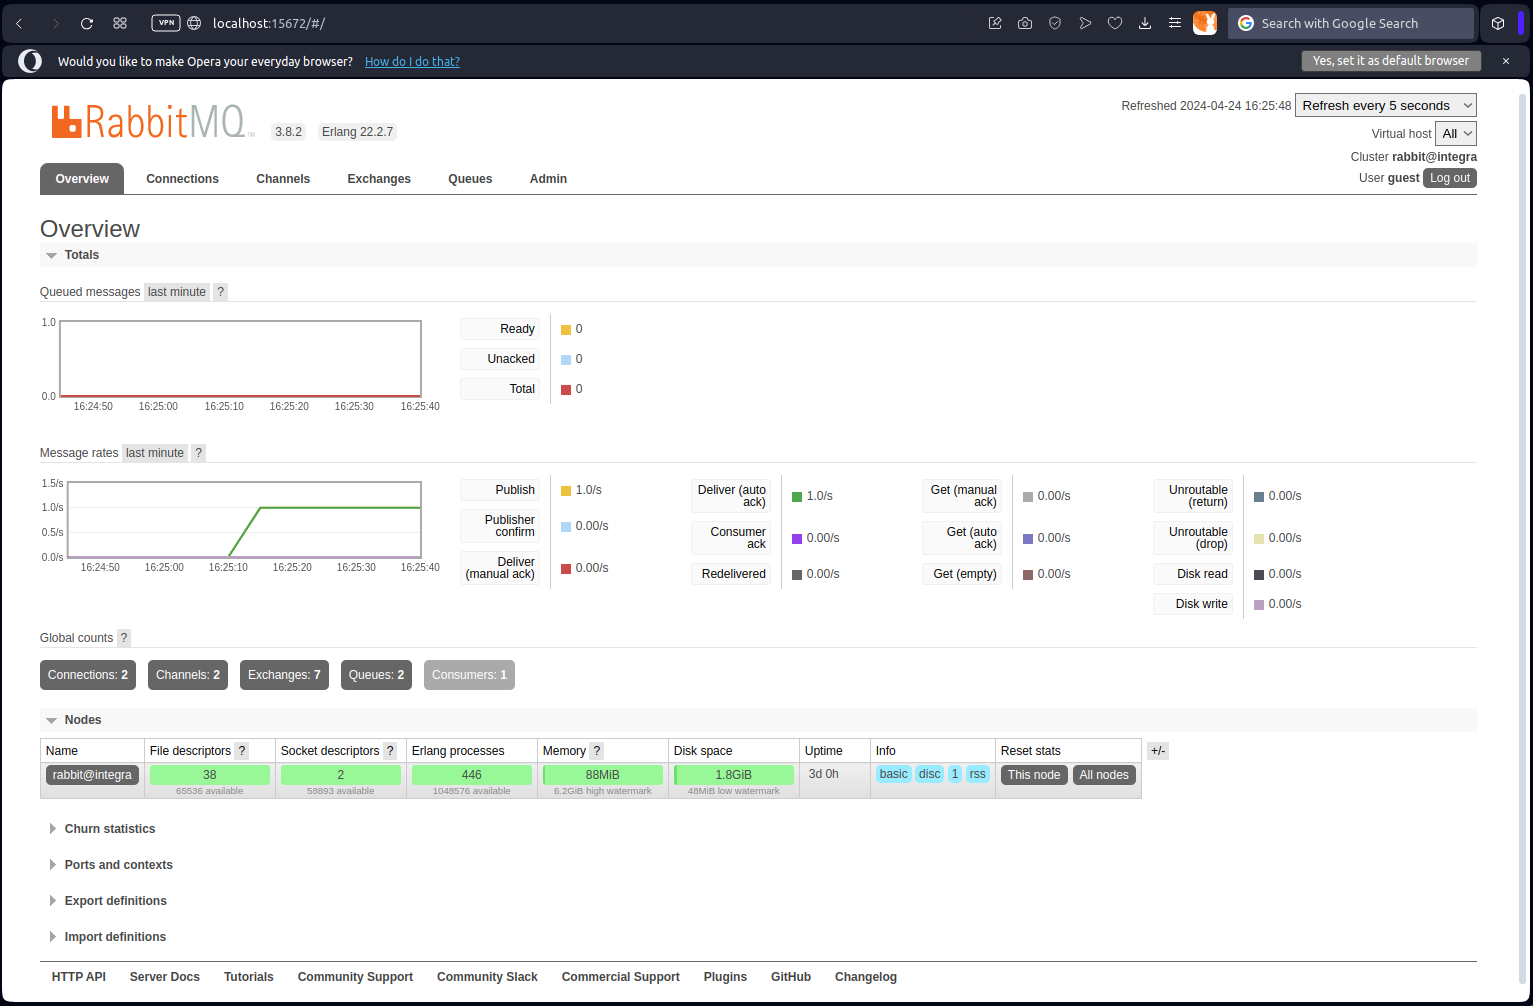 VPN localhost:15672/#/ Search with Google Search
Would you like to make Opera your everyday browser? How do I do that? Yes, set it as default browser ×
RabbitMQ TM 3.8.2 Erlang 22.2.7
Refreshed 2024-04-24 16:25:48 Refresh every 5 seconds
Virtual host All
Cluster rabbit@integra
User guest Log out
Overview Connections Channels Exchanges Queues Admin
Overview
Totals
Queued messages last minute ?
1.0
0.0
16:24:50 16:25:00 16:25:10 16:25:20 16:25:30 16:25:40
Ready 0
Unacked 0
Total 0
Message rates last minute ?
1.5/s
1.0/s
0.5/s
0.0/s
16:24:50 16:25:00 16:25:10 16:25:20 16:25:30 16:25:40
Publish 1.0/s
Publisher
confirm 0.00/s
Deliver
(manual ack) 0.00/s
Deliver (auto
ack) 1.0/s
Consumer
ack 0.00/s
Redelivered 0.00/s
Get (manual
ack) 0.00/s
Get (auto
ack) 0.00/s
Get (empty) 0.00/s
Unroutable
(return) 0.00/s
Unroutable
(drop) 0.00/s
Disk read 0.00/s
Disk write 0.00/s
Global counts ?
Connections: 2 Channels: 2 Exchanges: 7 Queues: 2 Consumers: 1
Nodes
Name File descriptors ? Socket descriptors ? Erlang processes Memory ? Disk space Uptime Info Reset stats +/-
rabbit@integra 38 2 446 88MiB 1.8GiB 3d 0h basic disc 1 rss This node All nodes
65536 available 58893 available 1048576 available 6.2GiB high watermark 48MiB low watermark
Churn statistics
Ports and contexts
Export definitions
Import definitions
HTTP API Server Docs Tutorials Community Support Community Slack Commercial Support Plugins GitHub Changelog